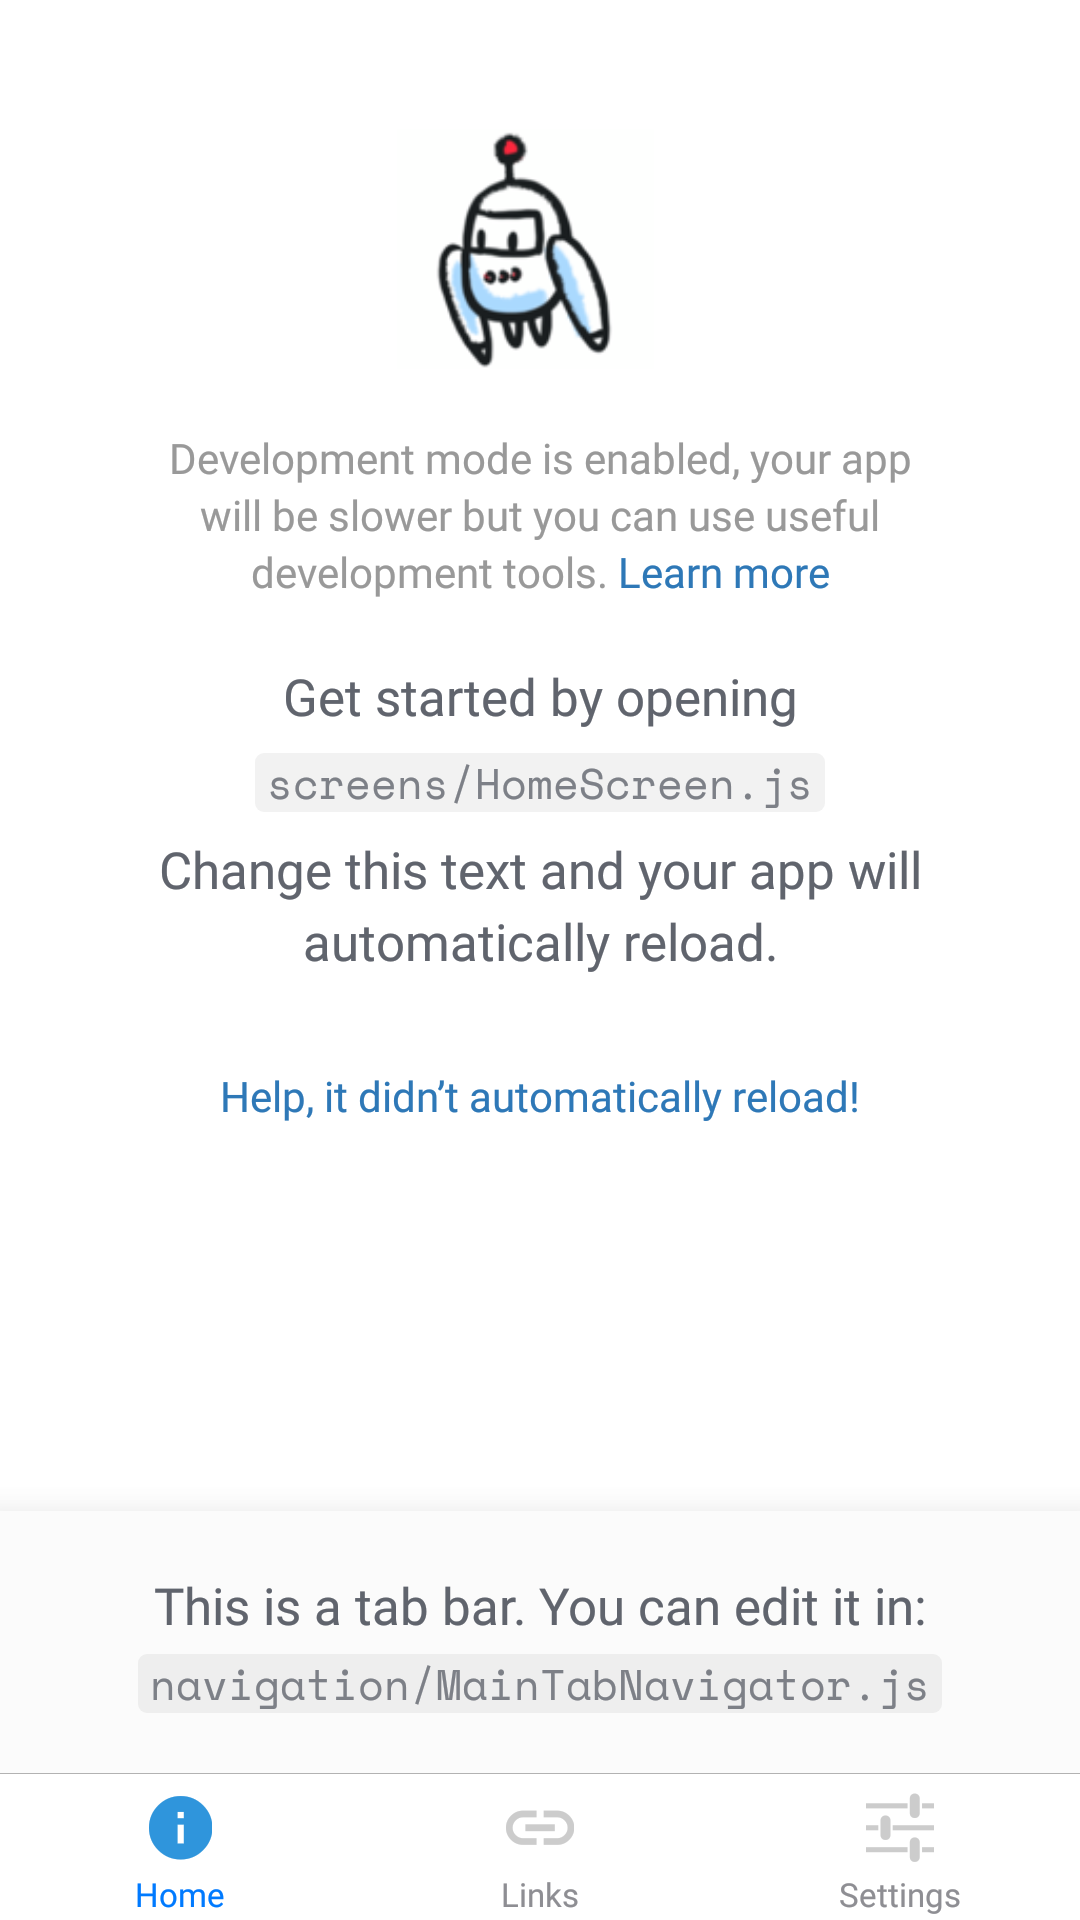 Development mode is enabled, your app
will be slower but you can use useful
development tools. Learn more
Get started by opening
screens/HomeScreen.js
Change this text and your app will
automatically reload.
Help, it didn’t automatically reload!
This is a tab bar. You can edit it in:
navigation/MainTabNavigator.js
Home Links Settings